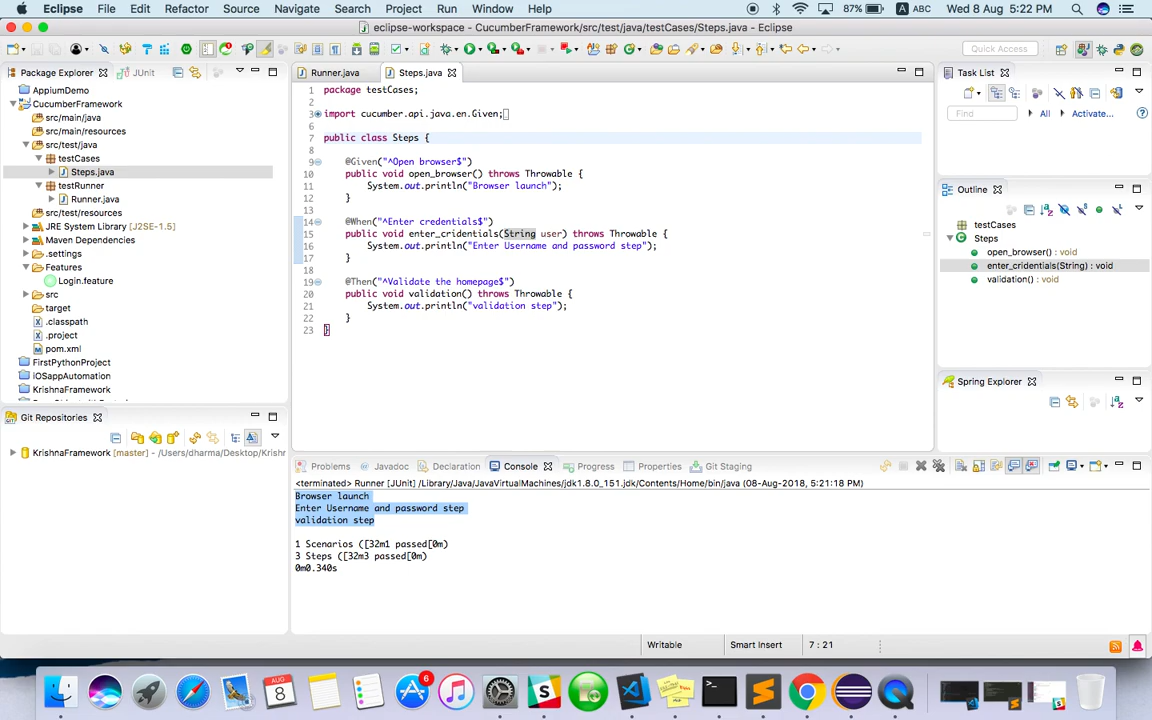 Eclipse File Edit Refactor Source Navigate Search Project Run Window Help 87% ABC Wed 8 Aug 5:22 PM
eclipse-workspace - CucumberFramework/src/test/java/testCases/Steps.java - Eclipse
Quick Access
Package Explorer JUnit
AppiumDemo
CucumberFramework
src/main/java
src/main/resources
src/test/java
testCases
Steps.java
testRunner
Runner.java
src/test/resources
JRE System Library [J2SE-1.5]
Maven Dependencies
.settings
Features
Login.feature
src
target
.classpath
.project
pom.xml
FirstPythonProject
iOSappAutomation
KrishnaFramework
Git Repositories
KrishnaFramework [master] - /Users/dharma/Desktop/Krishr
Runner.java Steps.java
1 package testCases;
2
3 import cucumber.api.java.en.Given;
6
7 public class Steps {
8
9 @Given("^Open browser$")
10 public void open_browser() throws Throwable {
11 System.out.println("Browser launch");
12 }
13
14 @When("^Enter credentials$")
15 public void enter_cridentials(String user) throws Throwable {
16 System.out.println("Enter Username and password step");
17 }
18
19 @Then("^Validate the homepage$")
20 public void validation() throws Throwable {
21 System.out.println("validation step");
22 }
23 }
Task List
Find All Activate...
Outline
testCases
Steps
open_browser() : void
enter_cridentials(String) : void
validation() : void
Spring Explorer
Problems Javadoc Declaration Console Progress Properties Git Staging
<terminated> Runner [JUnit] /Library/Java/JavaVirtualMachines/jdk1.8.0_151.jdk/Contents/Home/bin/java (08-Aug-2018, 5:21:18 PM)
Browser launch
Enter Username and password step
validation step
1 Scenarios ([32m1 passed[0m)
3 Steps ([32m3 passed[0m)
0m0.340s
Writable Smart Insert 7 : 21
AUG
8
6